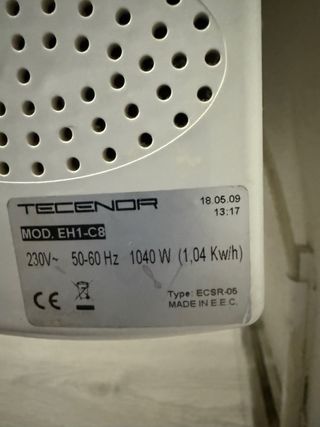 TECENOR
18.05.09
13:17
MOD. EH1-C8
230V~ 50-60 Hz 1040 W (1,04 Kw/h)
CE
Type: ECSR-06
MADE IN E.E.C.